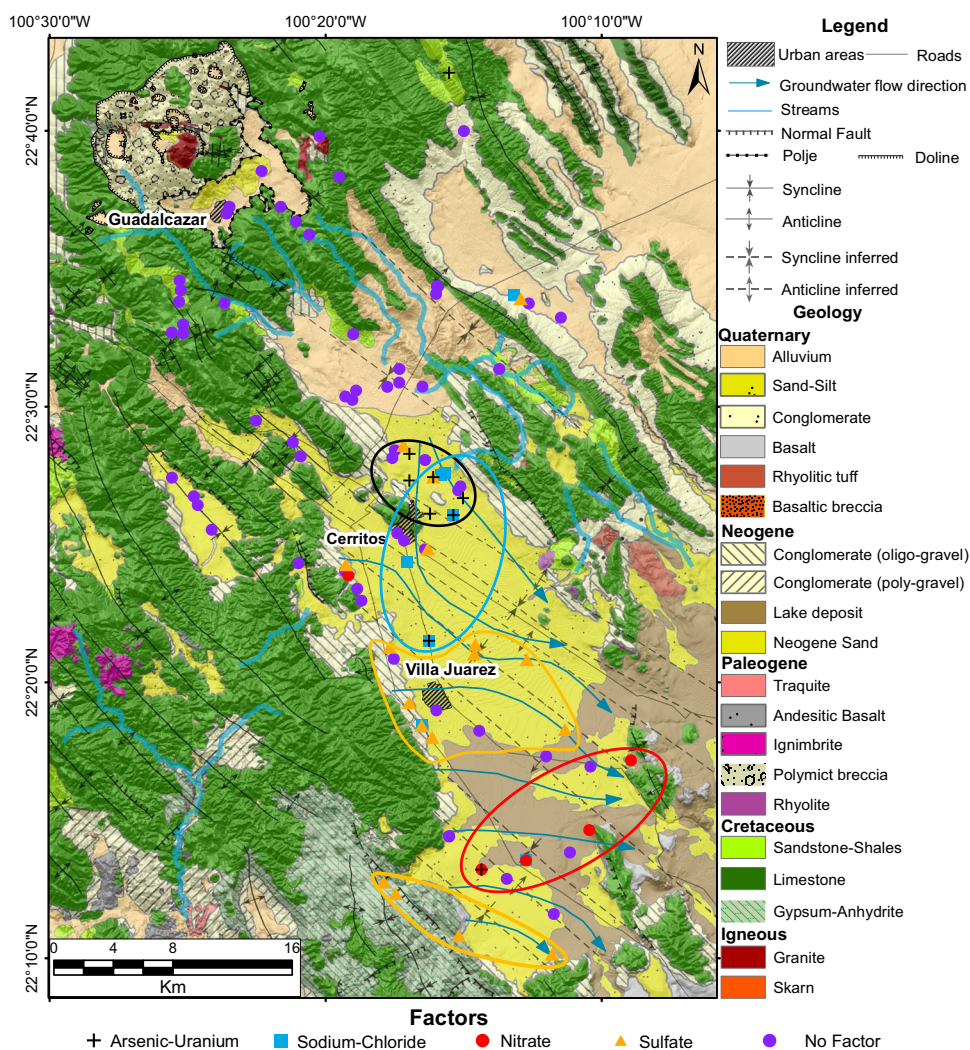 100°30'0"W 100°20'0"W 100°10'0"W
22°40'0"N
22°30'0"N
22°20'0"N
22°10'0"N
N
Guadalcazar
Cerritos
Villa Juarez
0 4 8 16
Km
Legend
Urban areas Roads
Groundwater flow direction
Streams
Normal Fault
Polje Doline
Syncline
Anticline
Syncline inferred
Anticline inferred
Geology
Quaternary
Alluvium
Sand-Silt
Conglomerate
Basalt
Rhyolitic tuff
Basaltic breccia
Neogene
Conglomerate (oligo-gravel)
Conglomerate (poly-gravel)
Lake deposit
Neogene Sand
Paleogene
Traquite
Andesitic Basalt
Ignimbrite
Polymict breccia
Rhyolite
Cretaceous
Sandstone-Shales
Limestone
Gypsum-Anhydrite
Igneous
Granite
Skarn
Factors
Arsenic-Uranium Sodium-Chloride Nitrate Sulfate No Factor